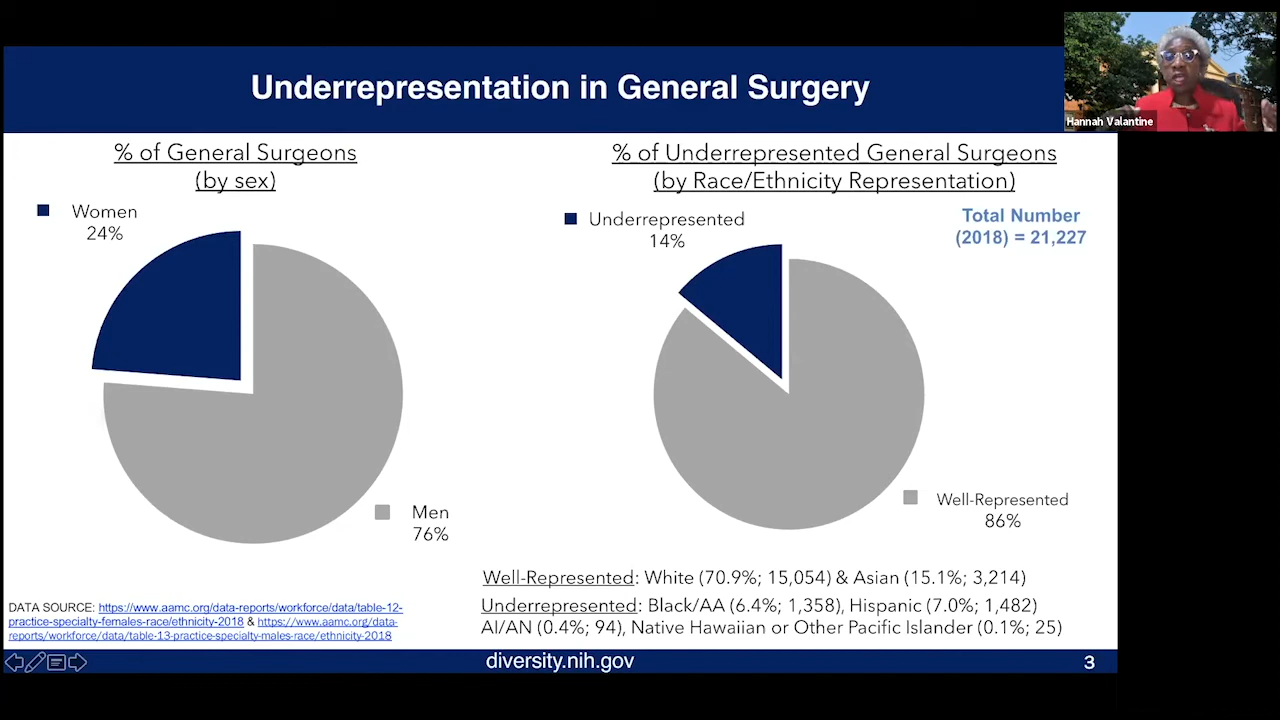 Underrepresentation in General Surgery
Hannah Valantine
% of General Surgeons
(by sex)
Women
24%
Men
76%
% of Underrepresented General Surgeons
(by Race/Ethnicity Representation)
Underrepresented
14%
Total Number
(2018) = 21,227
Well-Represented
86%
Well-Represented: White (70.9%; 15,054) & Asian (15.1%; 3,214)
Underrepresented: Black/AA (6.4%; 1,358), Hispanic (7.0%; 1,482)
AI/AN (0.4%; 94), Native Hawaiian or Other Pacific Islander (0.1%; 25)
DATA SOURCE: https://www.aamc.org/data-reports/workforce/data/table-12-
practice-specialty-females-race/ethnicity-2018 & https://www.aamc.org/data-
reports/workforce/data/table-13-practice-specialty-males-race/ethnicity-2018
diversity.nih.gov
3